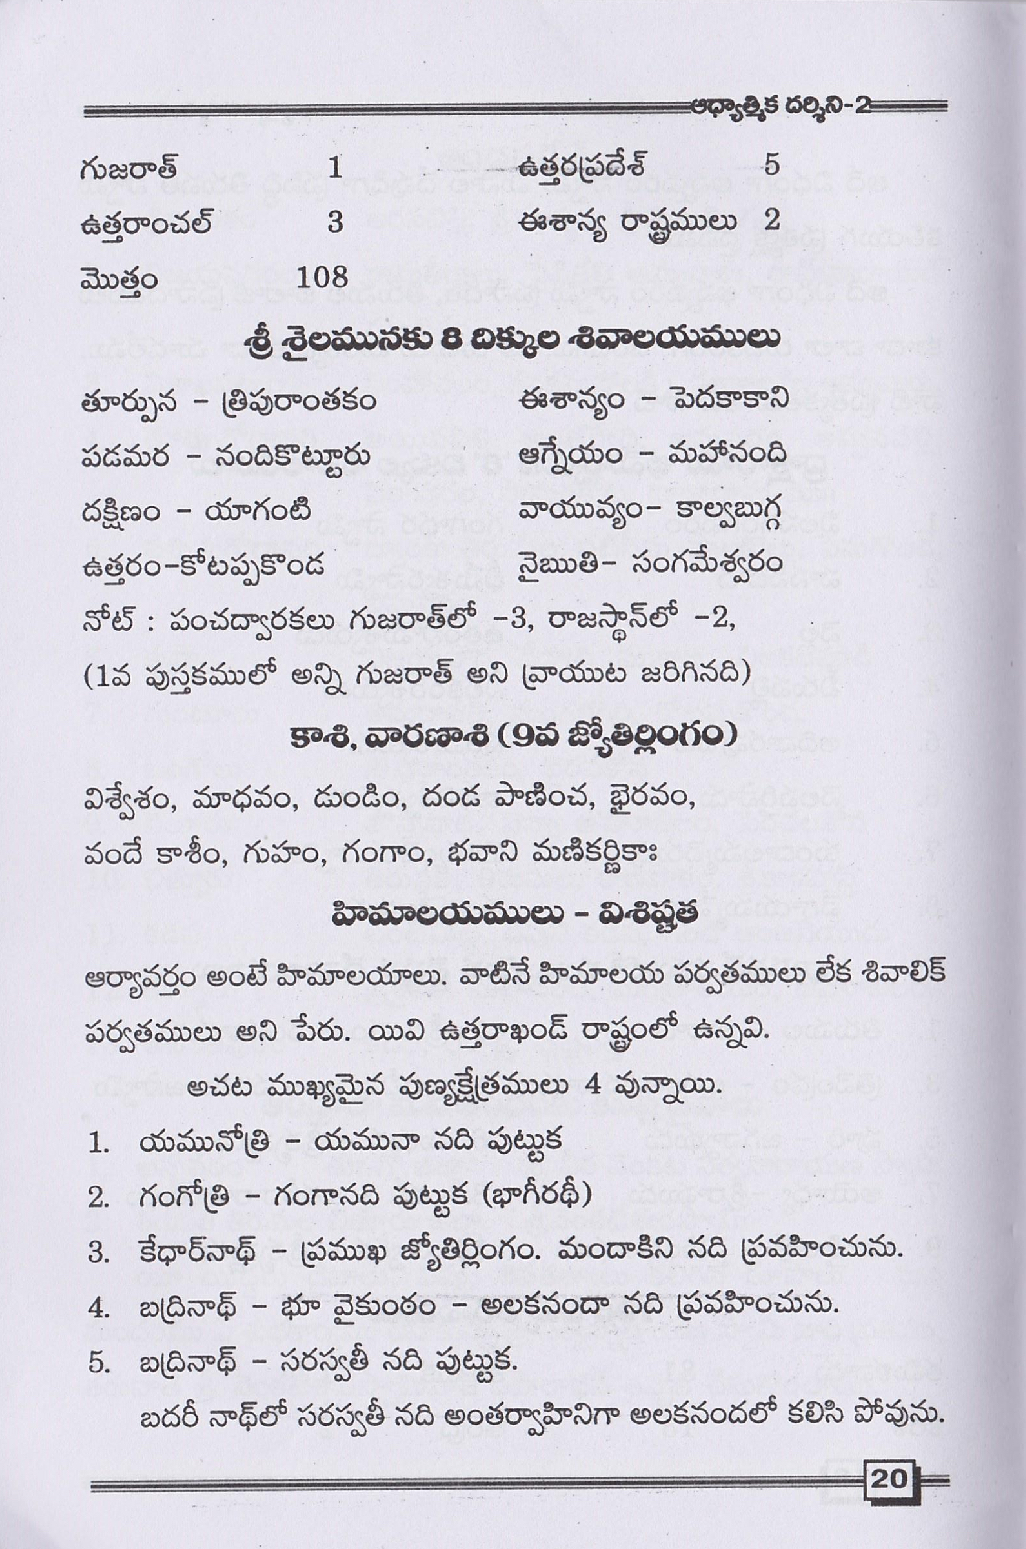 ఆధ్యాత్మిక దర్శిని-2
గుజరాత్ 1 ఉత్తరప్రదేశ్ 5
ఉత్తరాంచల్ 3 ఈశాన్య రాష్ట్రములు 2
మొత్తం 108
శ్రీ శైలమునకు 8 దిక్కుల శివాలయములు
తూర్పున - త్రిపురాంతకం ఈశాన్యం - పెదకాకాని
పడమర - నందికొట్టూరు ఆగ్నేయం - మహానంది
దక్షిణం - యాగంటి వాయువ్యం- కాల్వబుగ్గ
ఉత్తరం-కోటప్పకొండ నైఋతి- సంగమేశ్వరం
నోట్ : పంచద్వారకలు గుజరాత్‌లో -3, రాజస్థాన్‌లో -2,
(1వ పుస్తకములో అన్ని గుజరాత్ అని వ్రాయుట జరిగినది)
కాశి, వారణాశి (9వ జ్యోతిర్లింగం)
విశ్వేశం, మాధవం, డుండిం, దండ పాణించ, భైరవం,
వందే కాశీం, గుహం, గంగాం, భవాని మణికర్ణికాః
హిమాలయములు - విశిష్టత
ఆర్యావర్తం అంటే హిమాలయాలు. వాటినే హిమాలయ పర్వతములు లేక శివాలిక్
పర్వతములు అని పేరు. యివి ఉత్తరాఖండ్ రాష్ట్రంలో ఉన్నవి.
అచట ముఖ్యమైన పుణ్యక్షేత్రములు 4 వున్నాయి.
1. యమునోత్రి - యమునా నది పుట్టుక
2. గంగోత్రి - గంగానది పుట్టుక (భాగీరథీ)
3. కేధార్‌నాథ్ - ప్రముఖ జ్యోతిర్లింగం. మందాకిని నది ప్రవహించును.
4. బద్రినాథ్ - భూ వైకుంఠం - అలకనందా నది ప్రవహించును.
5. బద్రినాథ్ - సరస్వతీ నది పుట్టుక.
బదరీ నాథ్‌లో సరస్వతీ నది అంతర్వాహినిగా అలకనందలో కలిసి పోవును.
20